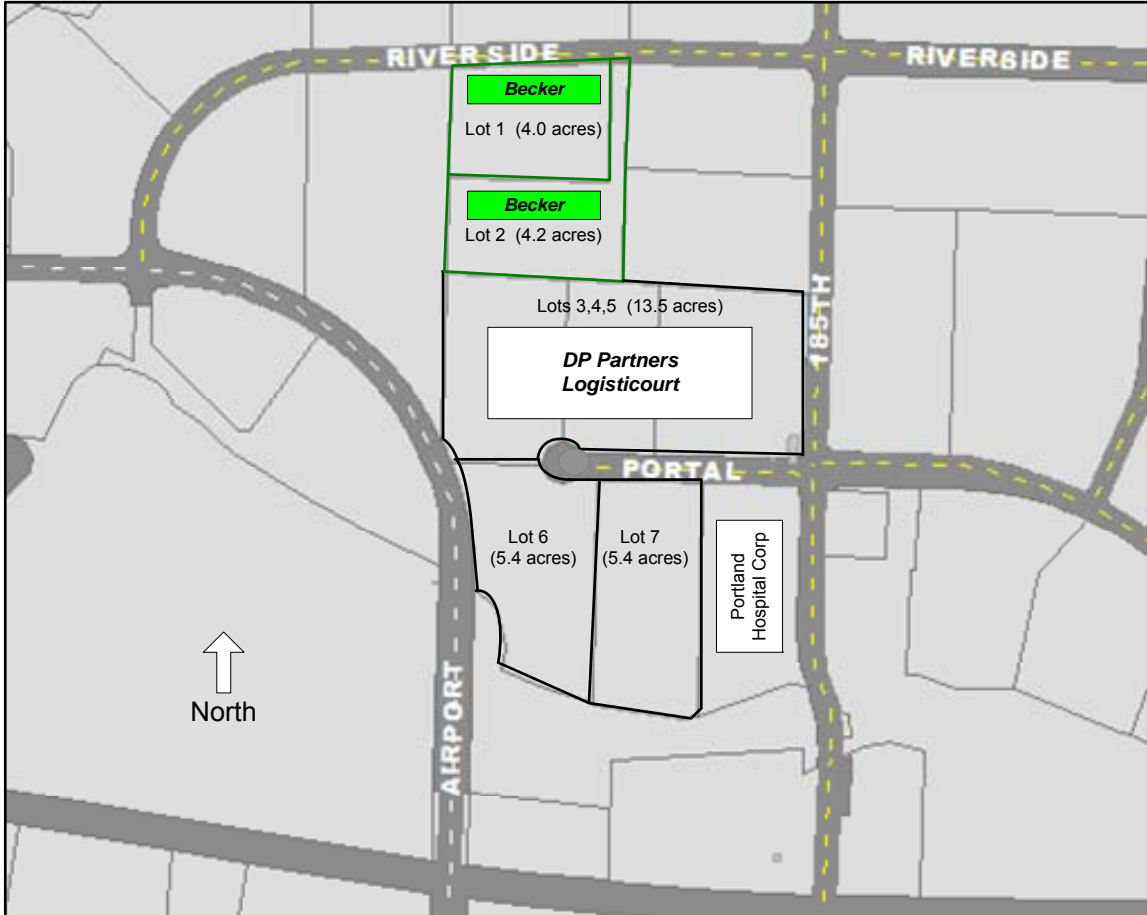 RIVERSIDE
RIVERSIDE
Becker
Lot 1 (4.0 acres)
Becker
Lot 2 (4.2 acres)
185TH
Lots 3,4,5 (13.5 acres)
DP Partners
Logisticourt
PORTAL
Lot 6
(5.4 acres)
Lot 7
(5.4 acres)
Portland
Hospital Corp
North
AIRPORT